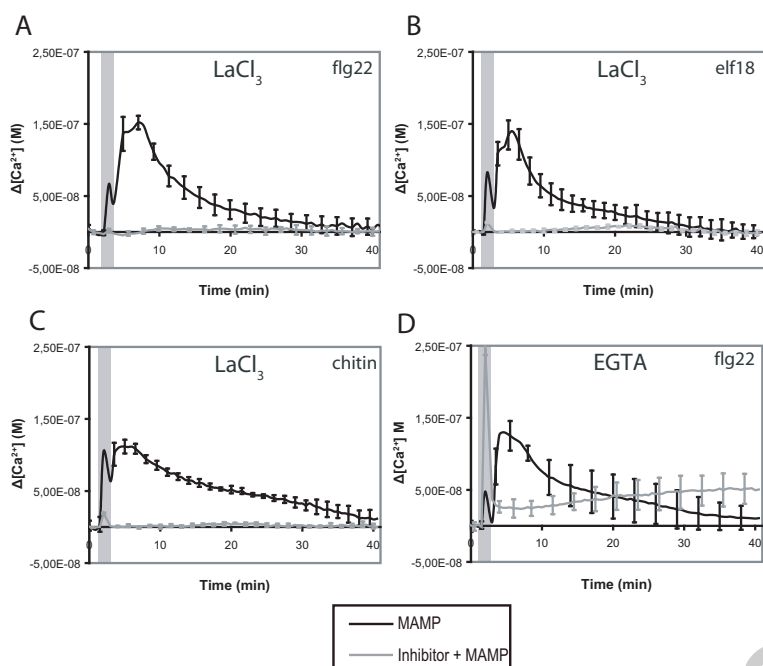 A
LaCl3 flg22
2,50E-07
1,50E-07
5,00E-08
-5,00E-08
Δ[Ca²⁺] (M)
0 10 20 30 40
Time (min)
B
LaCl3 elf18
2,50E-07
1,50E-07
5,00E-08
-5,00E-08
Δ[Ca²⁺] (M)
0 10 20 30 40
Time (min)
C
LaCl3 chitin
2,50E-07
1,50E-07
5,00E-08
-5,00E-08
Δ[Ca²⁺] (M)
0 10 20 30 40
Time (min)
D
EGTA flg22
2,50E-07
1,50E-07
5,00E-08
-5,00E-08
Δ[Ca²⁺] M
0 10 20 30 40
Time (min)
MAMP
Inhibitor + MAMP